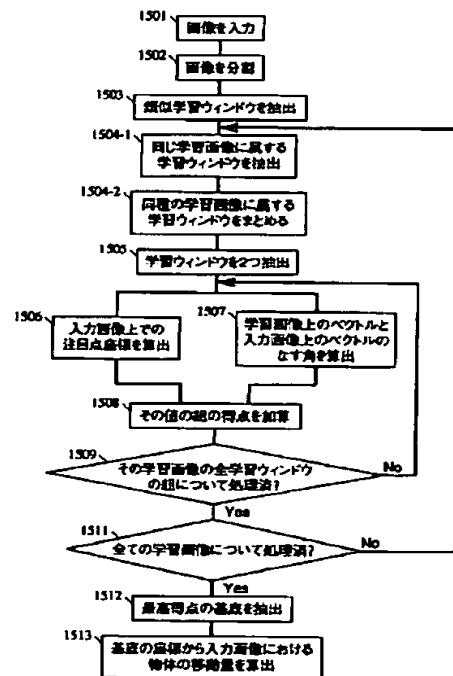 1501
画像を入力
1502
画像を分割
1503
類似学習ウィンドウを抽出
1504-1
同じ学習画像に属する
学習ウィンドウを抽出
1504-2
同種の学習画像に属する
学習ウィンドウをまとめる
1505
学習ウィンドウを2つ抽出
1506
入力画像上での
注目点座標を算出
1507
学習画像上のベクトルと
入力画像上のベクトルの
なす角を算出
1508
その値の組の得点を加算
1509
その学習画像の全学習ウィンドウ
の組について処理済?
No
Yes
1511
全ての学習画像について処理済?
No
Yes
1512
最高得点の基底を抽出
1513
基底の座標から入力画像における
物体の移動量を算出